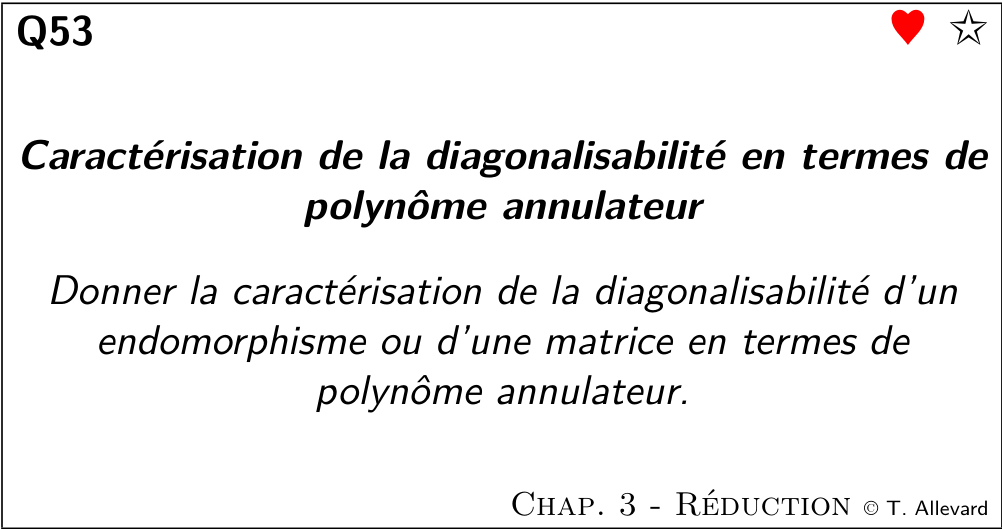 Q53
Caractérisation de la diagonalisabilité en termes de
polynôme annulateur
Donner la caractérisation de la diagonalisabilité d'un
endomorphisme ou d'une matrice en termes de
polynôme annulateur.
Chap. 3 - Réduction © T. Allevard